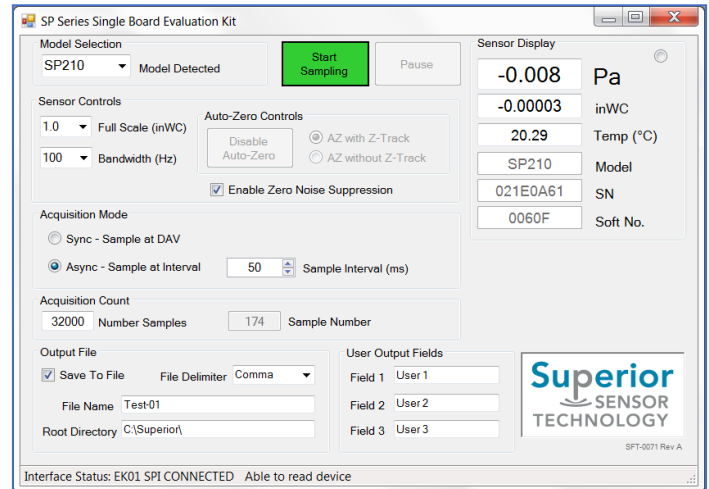 SP Series Single Board Evaluation Kit
Model Selection
SP210 Model Detected
Start Sampling
Pause
Sensor Display
-0.008 Pa
-0.00003 inWC
20.29 Temp (°C)
SP210 Model
021E0A61 SN
0060F Soft No.
Sensor Controls
1.0 Full Scale (inWC)
100 Bandwidth (Hz)
Auto-Zero Controls
Disable Auto-Zero
AZ with Z-Track
AZ without Z-Track
Enable Zero Noise Suppression
Acquisition Mode
Sync - Sample at DAV
Async - Sample at Interval 50 Sample Interval (ms)
Acquisition Count
32000 Number Samples 174 Sample Number
Output File
Save To File File Delimiter Comma
File Name Test-01
Root Directory C:\Superior\
User Output Fields
Field 1 User1
Field 2 User2
Field 3 User3
Superior
SENSOR
TECHNOLOGY
SFT-0071 Rev A
Interface Status: EK01 SPI CONNECTED Able to read device